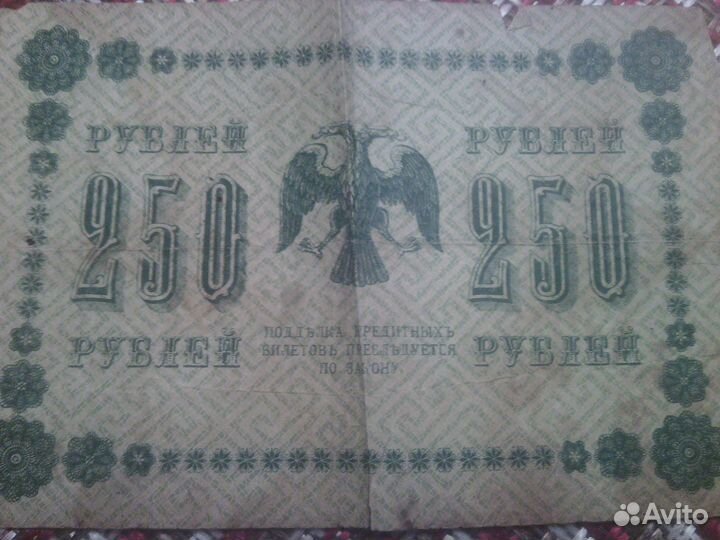 РУБЛЕЙ
250
РУБЛЕЙ
РУБЛЕЙ
250
РУБЛЕЙ
ПОДДѢЛКА КРЕДИТНЫХЪ
БИЛЕТОВЪ ПРЕСЛѢДУЕТСЯ
ПО ЗАКОНУ
Avito